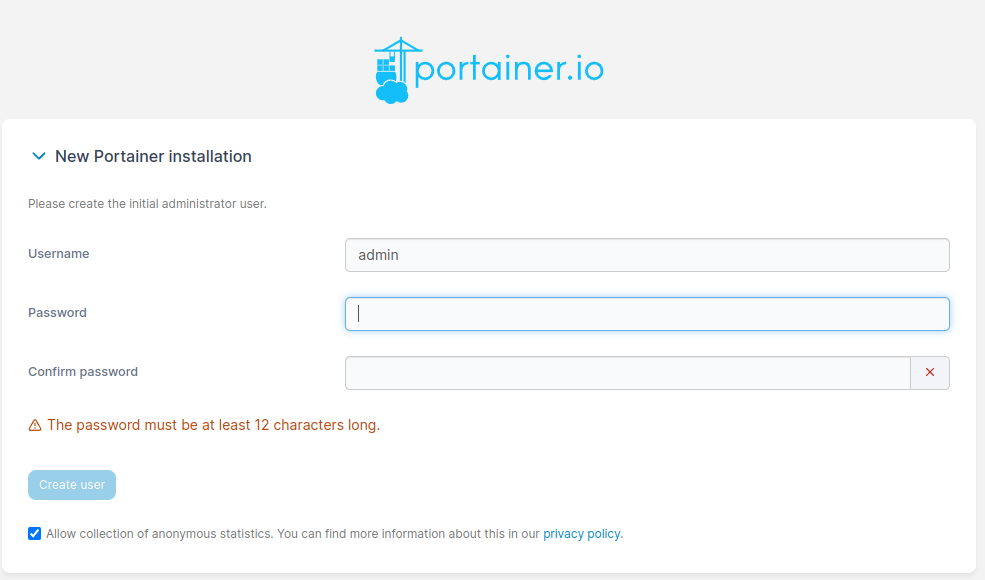 portainer.io
New Portainer installation
Please create the initial administrator user.
Username
admin
Password
Confirm password
The password must be at least 12 characters long.
Create user
Allow collection of anonymous statistics. You can find more information about this in our privacy policy.